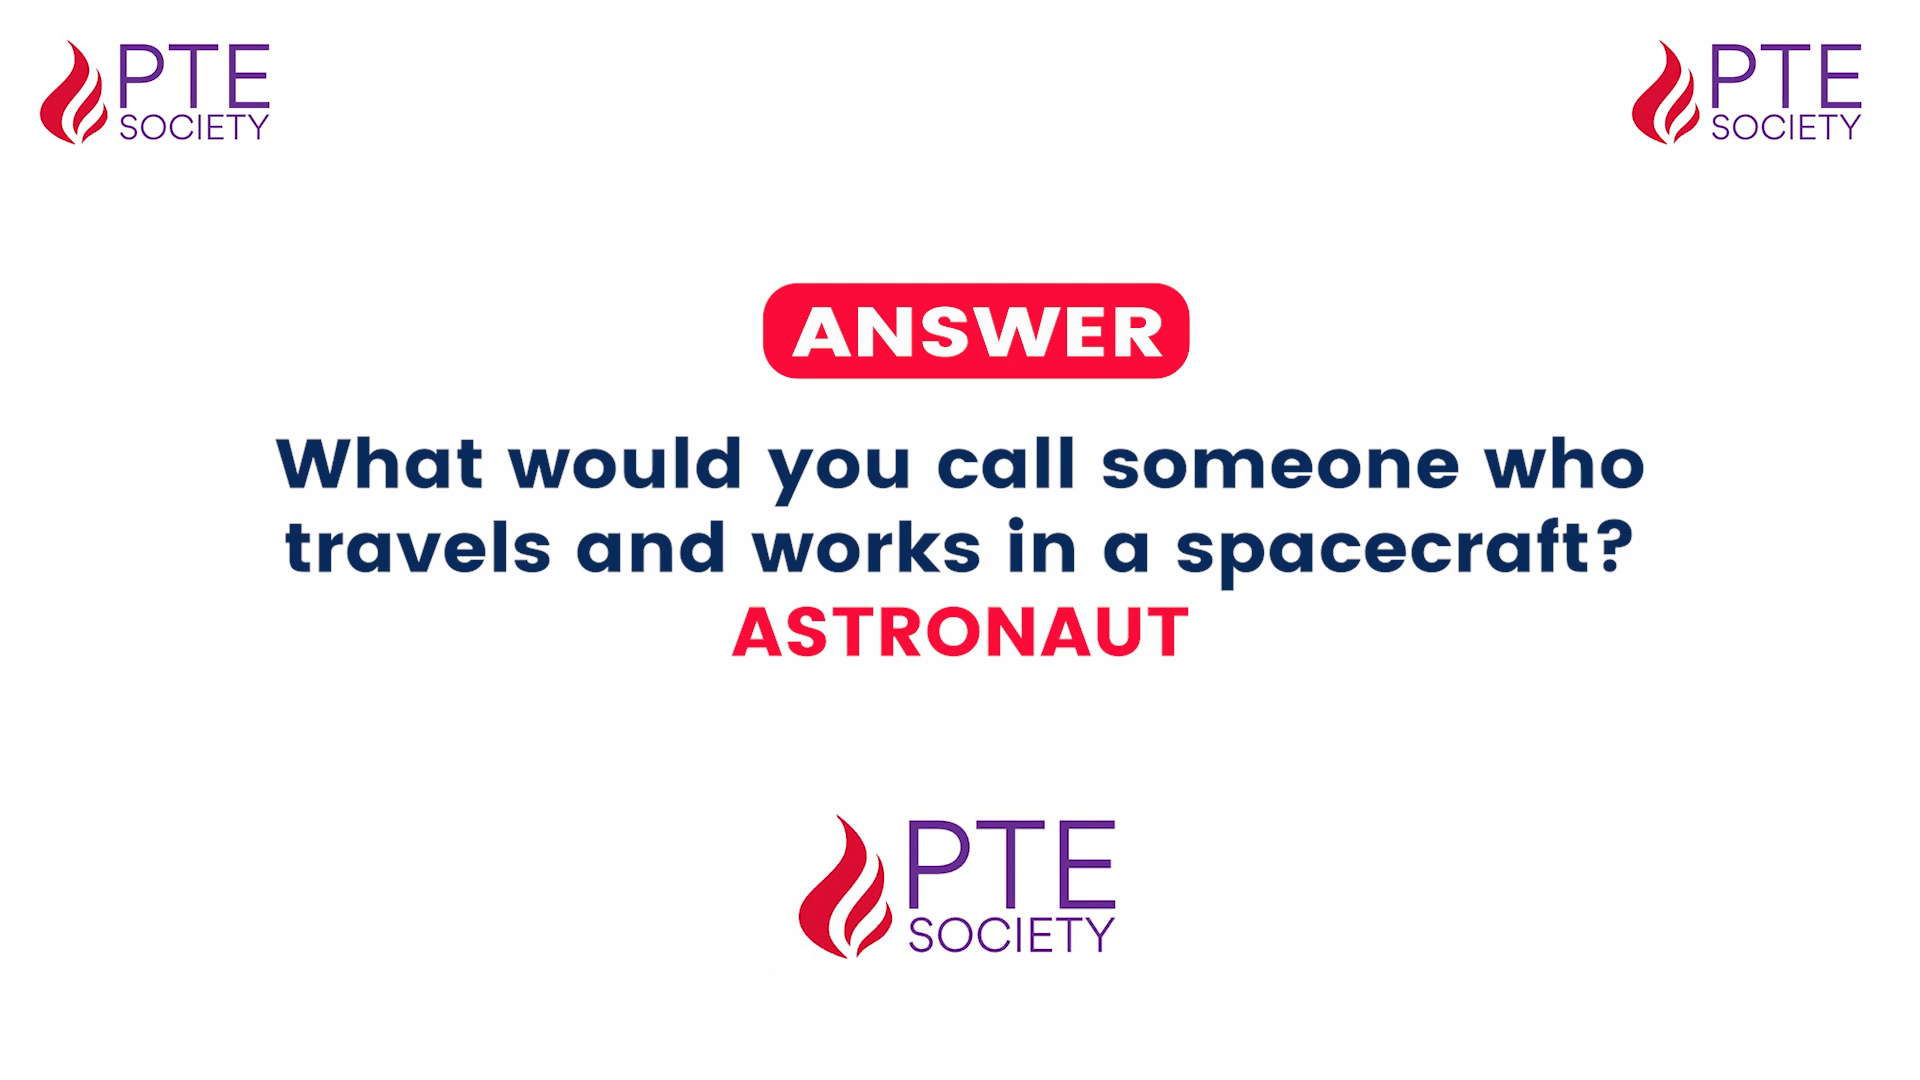 PTE
SOCIETY
PTE
SOCIETY
ANSWER
What would you call someone who
travels and works in a spacecraft?
ASTRONAUT
PTE
SOCIETY